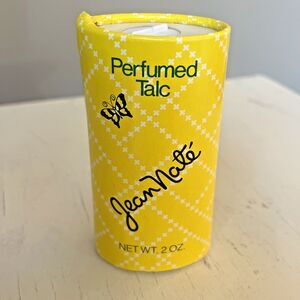 Perfumed
Talc
Jean Naté
NET WT. 2 OZ.